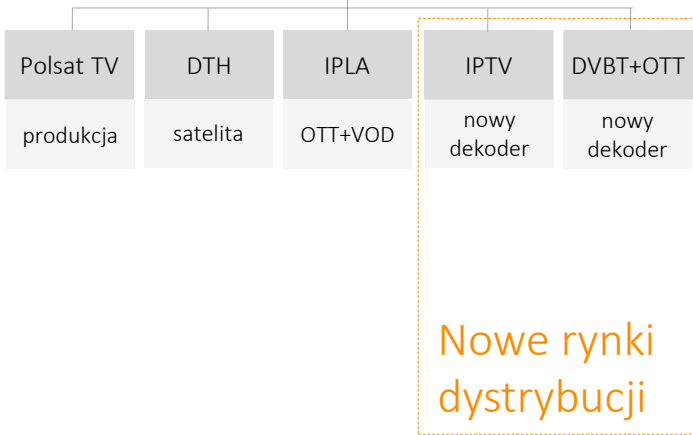 Polsat TV
DTH
IPLA
IPTV
DVBT+OTT
produkcja
satelita
OTT+VOD
nowy
dekoder
nowy
dekoder
Nowe rynki
dystrybucji